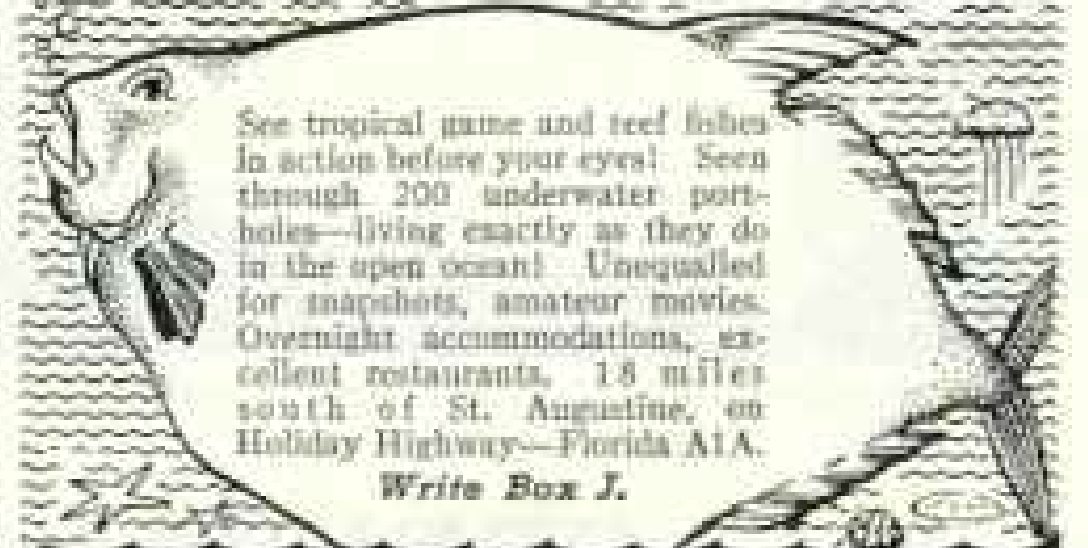 See tropical game and reef fishes
in action before your eyes! Seen
through 200 underwater port-
holes—living exactly as they do
in the open ocean! Unequalled
for snapshots, amateur movies.
Overnight accommodations, ex-
cellent restaurants. 18 miles
south of St. Augustine, on
Holiday Highway—Florida A1A.
Write Box J.